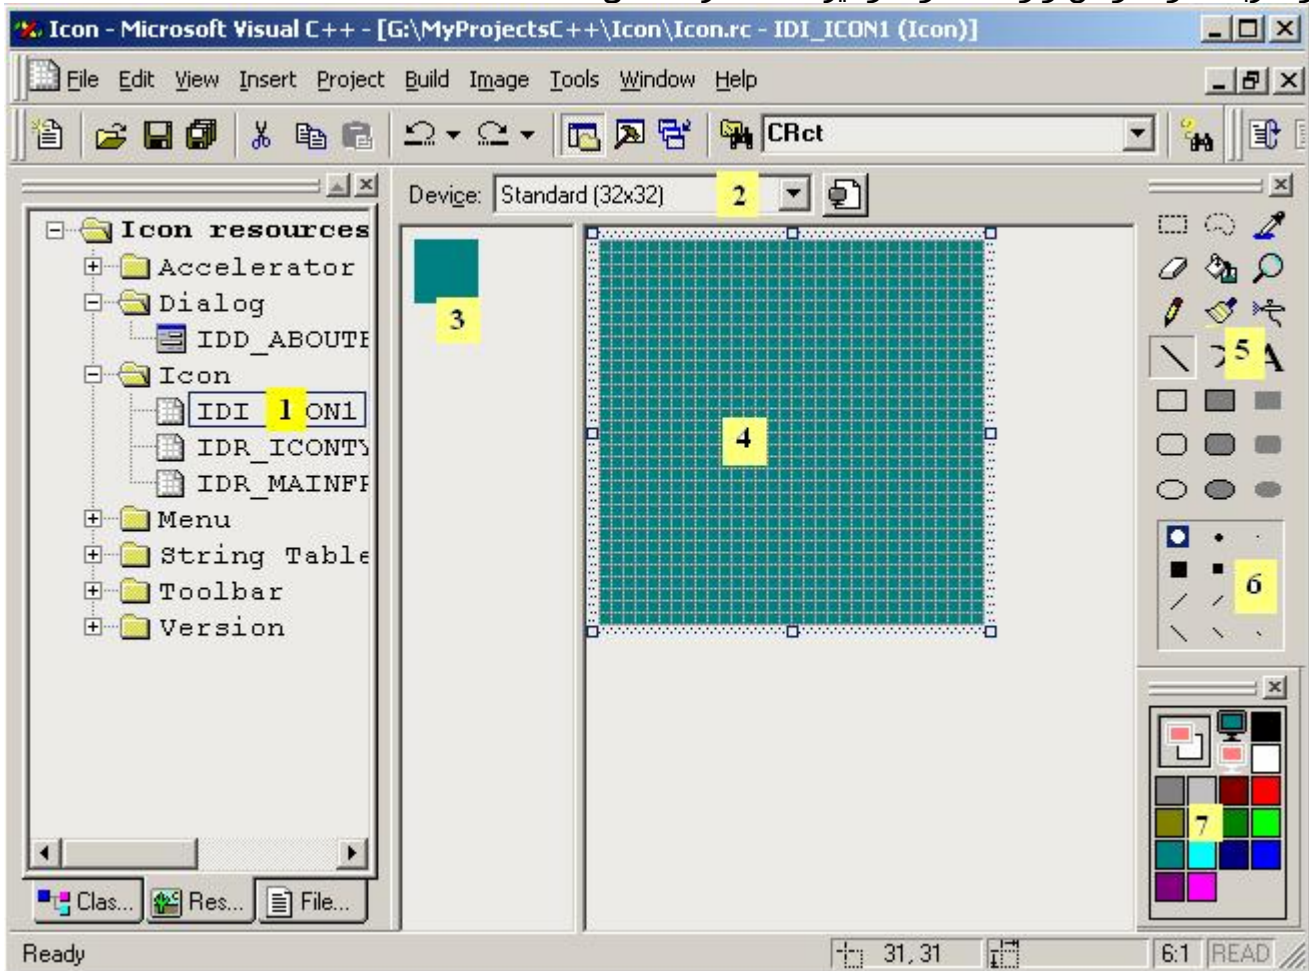 Icon - Microsoft Visual C++ - [G:\MyProjectsC++\Icon\Icon.rc - IDI_ICON1 (Icon)]
File Edit View Insert Project Build Image Tools Window Help
CRct
Device: Standard (32x32) 2
Icon resources
Accelerator
Dialog
IDD_ABOUTB
Icon
IDI 1 ON1
IDR_ICONTY
IDR_MAINFR
Menu
String Table
Toolbar
Version
3
4
A
5
6
7
Clas... Res... File...
Ready 31, 31 6:1 READ